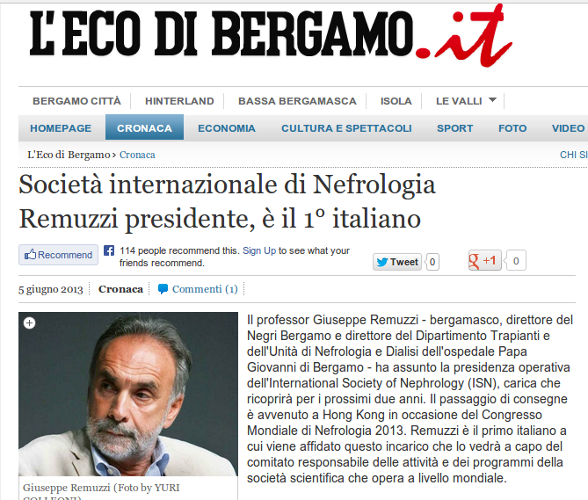 L'ECO DI BERGAMO.it
BERGAMO CITTÀ HINTERLAND BASSA BERGAMASCA ISOLA LE VALLI
HOMEPAGE CRONACA ECONOMIA CULTURA E SPETTACOLI SPORT FOTO VIDEO
L'Eco di Bergamo › Cronaca CHI SI
Società internazionale di Nefrologia
Remuzzi presidente, è il 1° italiano
Recommend 114 people recommend this. Sign Up to see what your
friends recommend.
Tweet 0 g +1 0
5 giugno 2013 Cronaca Commenti (1)
Il professor Giuseppe Remuzzi - bergamasco, direttore del
Negri Bergamo e direttore del Dipartimento Trapianti e
dell'Unità di Nefrologia e Dialisi dell'ospedale Papa
Giovanni di Bergamo - ha assunto la presidenza operativa
dell'International Society of Nephrology (ISN), carica che
ricoprirà per i prossimi due anni. Il passaggio di consegne
è avvenuto a Hong Kong in occasione del Congresso
Mondiale di Nefrologia 2013. Remuzzi è il primo italiano a
cui viene affidato questo incarico che lo vedrà a capo del
comitato responsabile delle attività e dei programmi della
società scientifica che opera a livello mondiale.
Giuseppe Remuzzi (Foto by YURI
COLLEONI)